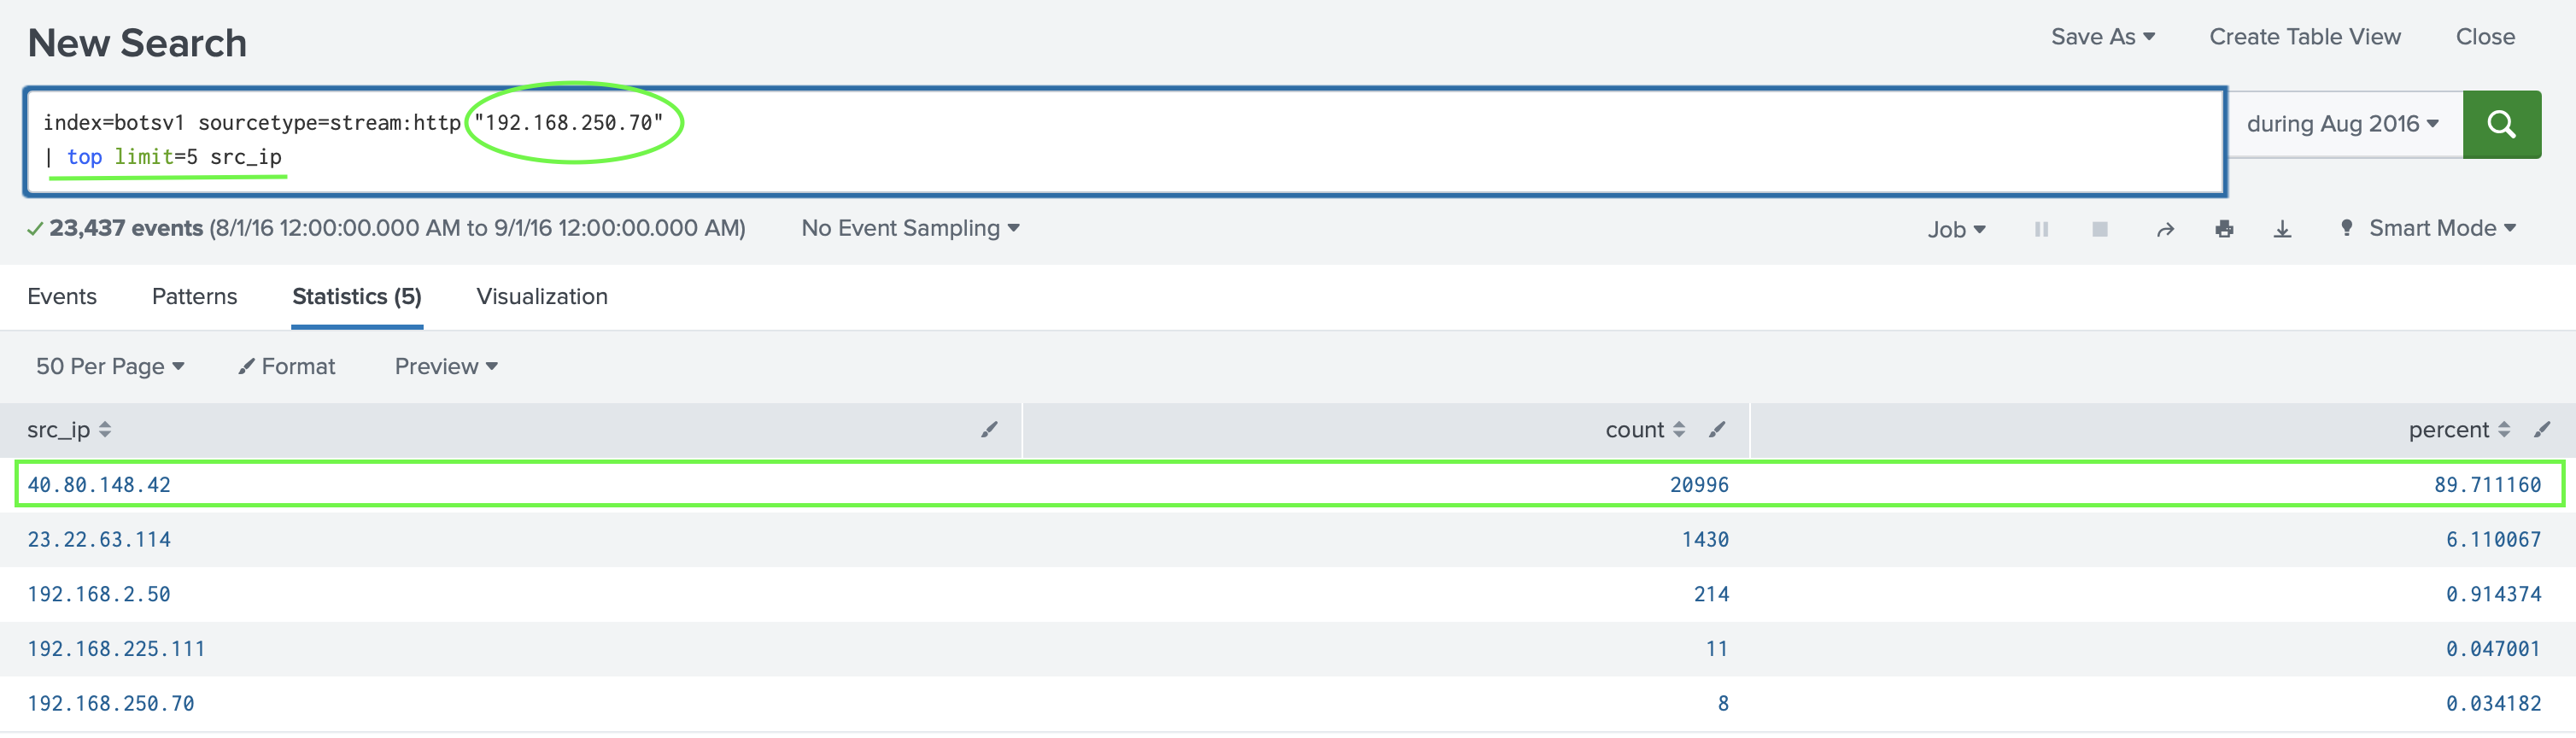 New Search
Save As Create Table View Close
index=botsv1 sourcetype=stream:http "192.168.250.70"
| top limit=5 src_ip
during Aug 2016
23,437 events (8/1/16 12:00:00.000 AM to 9/1/16 12:00:00.000 AM) No Event Sampling Job Smart Mode
Events Patterns Statistics (5) Visualization
50 Per Page Format Preview
src_ip count percent
40.80.148.42 20996 89.711160
23.22.63.114 1430 6.110067
192.168.2.50 214 0.914374
192.168.225.111 11 0.047001
192.168.250.70 8 0.034182